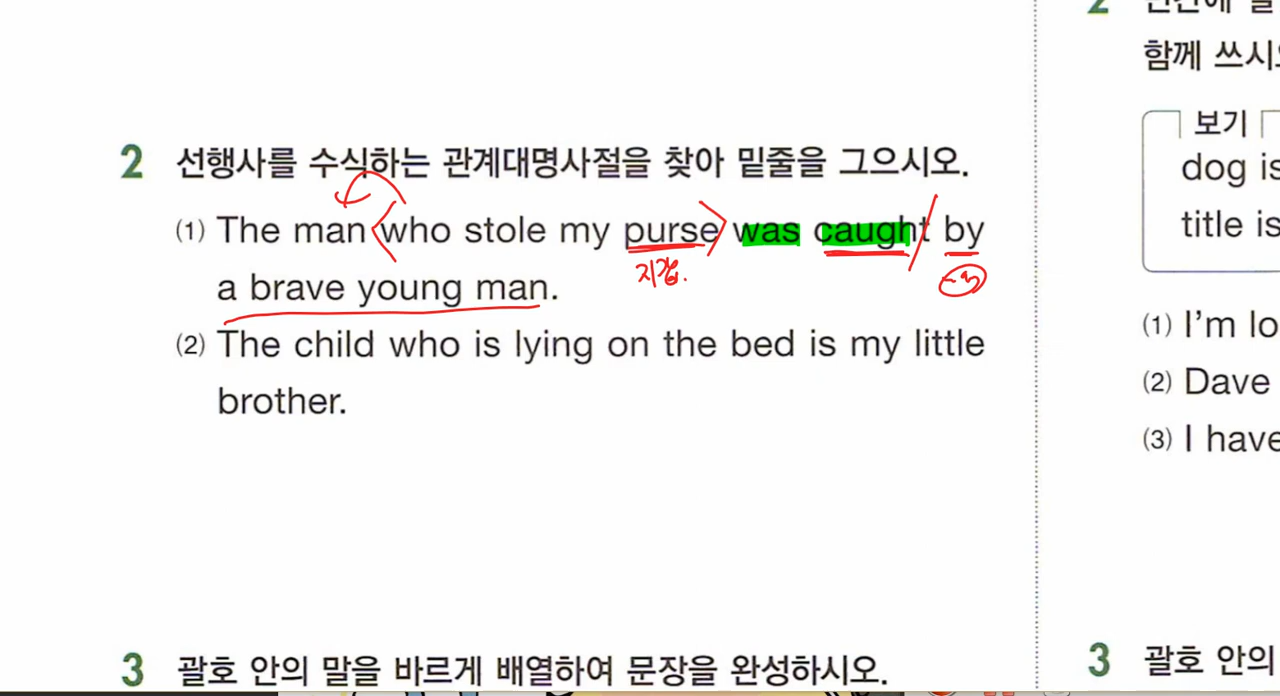 2 선행사를 수식하는 관계대명사절을 찾아 밑줄을 그으시오.
(1) The man who stole my purse was caught by
지갑.
a brave young man.
(2) The child who is lying on the bed is my little
brother.
3 괄호 안의 말을 바르게 배열하여 문장을 완성하시오.
2
함께 쓰시오
보기
dog is
title is
(1) I'm lo
(2) Dave
(3) I have
3 괄호 안의